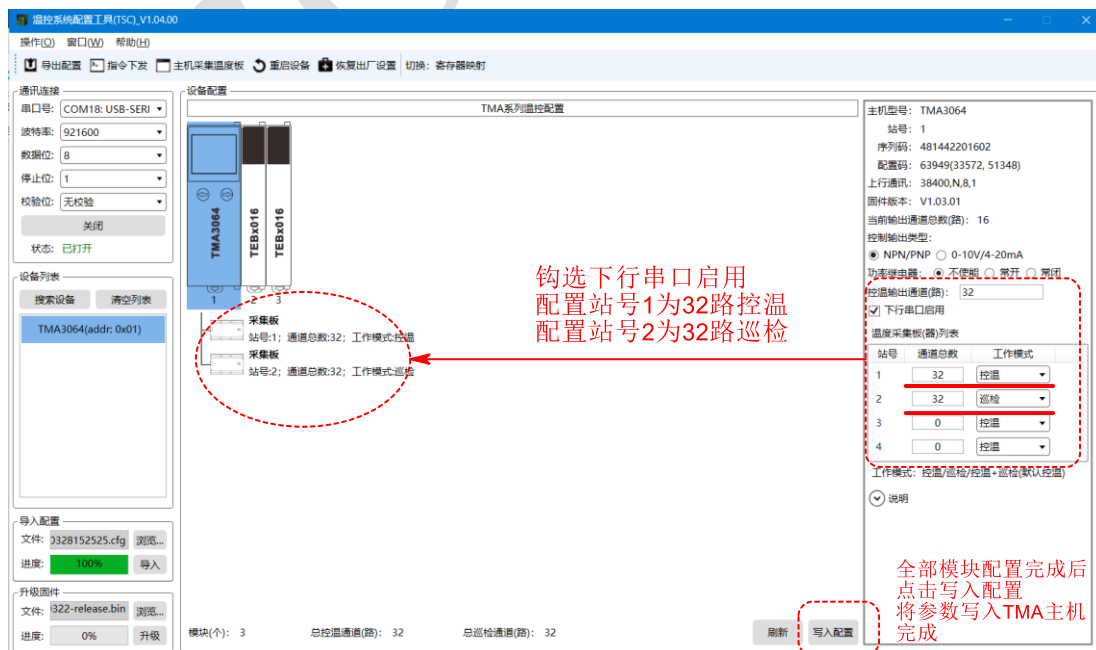 温控系统配置工具(TSC)_V1.04.00
操作(O) 窗口(W) 帮助(H)
导出配置 指令下发 主机采集温度板 重启设备 恢复出厂设置 切换：寄存器映射
通讯连接
串口号: COM18: USB-SERI
波特率: 921600
数据位: 8
停止位: 1
校验位: 无校验
关闭
状态: 已打开
设备列表
搜索设备 清空列表
TMA3064(addr: 0x01)
导入配置
文件: 0328152525.cfg 浏览...
进度: 100% 导入
升级固件
文件: 322-release.bin 浏览...
进度: 0% 升级
设备配置
TMA系列温控配置
TMA3064
TEBx016
TEBx016
1 2 3
采集板
站号:1; 通道总数:32; 工作模式:控温
采集板
站号:2; 通道总数:32; 工作模式:巡检
钩选下行串口启用
配置站号1为32路控温
配置站号2为32路巡检
主机型号: TMA3064
站号: 1
序列码: 481442201602
配置码: 63949(33572, 51348)
上行通讯: 38400,N,8,1
固件版本: V1.03.01
当前输出通道总数(路): 16
控制输出类型:
NPN/PNP 0-10V/4-20mA
功率继电器: 不使能 常开 常闭
控温输出通道(路): 32
下行串口启用
温度采集板(器)列表
站号 通道总数 工作模式
1 32 控温
2 32 巡检
3 0 控温
4 0 控温
工作模式: 控温/巡检/控温+巡检(默认控温)
说明
全部模块配置完成后
点击写入配置
将参数写入TMA主机
完成
模块(个): 3 总控温通道(路): 32 总巡检通道(路): 32
刷新 写入配置